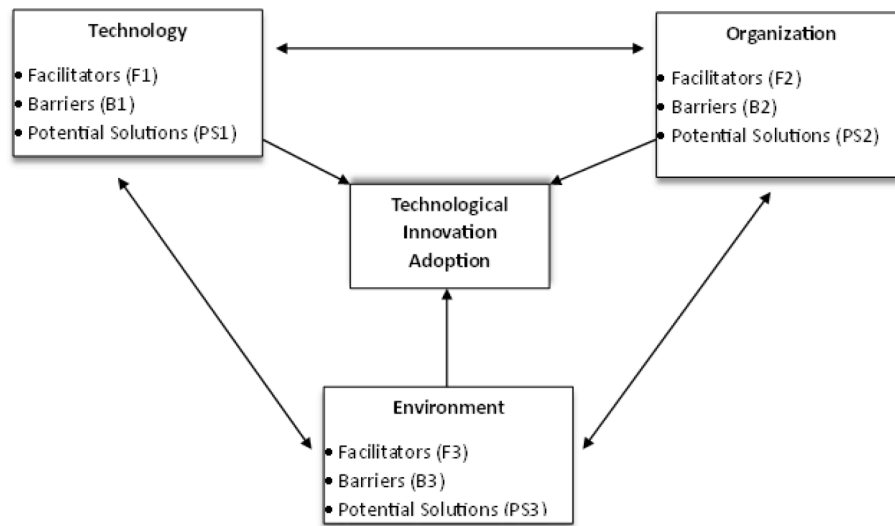 Technology
• Facilitators (F1)
• Barriers (B1)
• Potential Solutions (PS1)
Organization
• Facilitators (F2)
• Barriers (B2)
• Potential Solutions (PS2)
Technological
Innovation
Adoption
Environment
• Facilitators (F3)
• Barriers (B3)
• Potential Solutions (PS3)